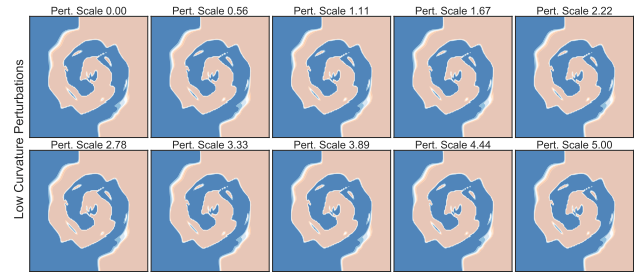 Pert. Scale 0.00
Pert. Scale 0.56
Pert. Scale 1.11
Pert. Scale 1.67
Pert. Scale 2.22
Low Curvature Perturbations
Pert. Scale 2.78
Pert. Scale 3.33
Pert. Scale 3.89
Pert. Scale 4.44
Pert. Scale 5.00